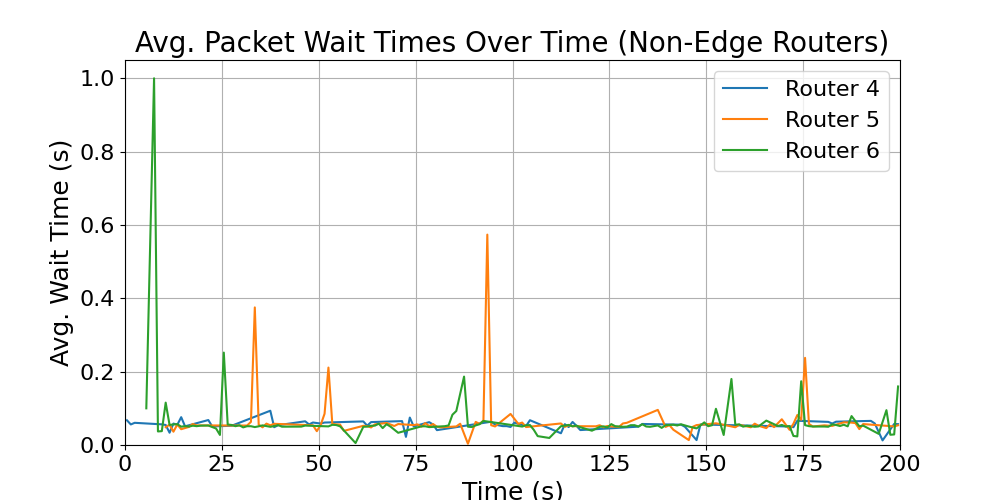 Avg. Packet Wait Times Over Time (Non-Edge Routers)
Avg. Wait Time (s)
1.0
0.8
0.6
0.4
0.2
0.0
Router 4
Router 5
Router 6
0 25 50 75 100 125 150 175 200
Time (s)